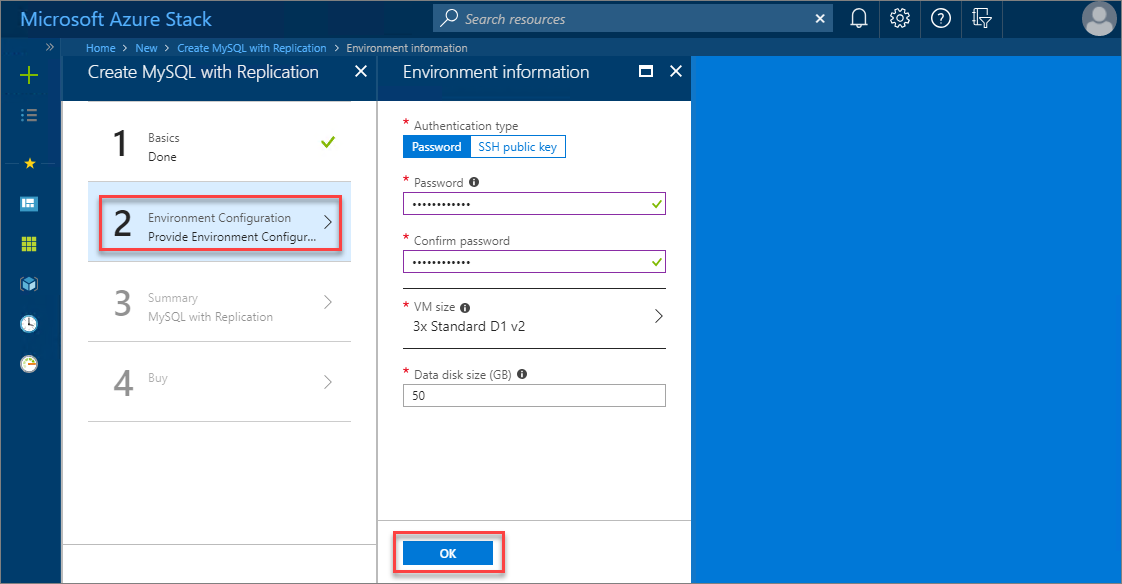 Microsoft Azure Stack
Search resources
Home > New > Create MySQL with Replication > Environment information
Create MySQL with Replication
1
Basics
Done
2
Environment Configuration
Provide Environment Configur...
3
Summary
MySQL with Replication
4
Buy
Environment information
* Authentication type
Password
SSH public key
* Password
••••••••••••
* Confirm password
••••••••••••
* VM size
3x Standard D1 v2
* Data disk size (GB)
50
OK